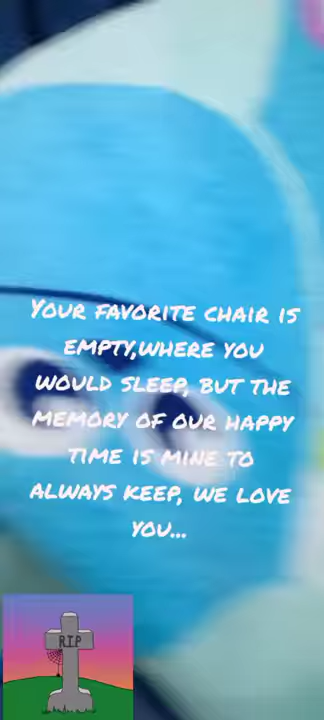 Your favorite chair is
empty,where you
would sleep, but the
memory of our happy
time is mine to
always keep, we love
you...
RIP